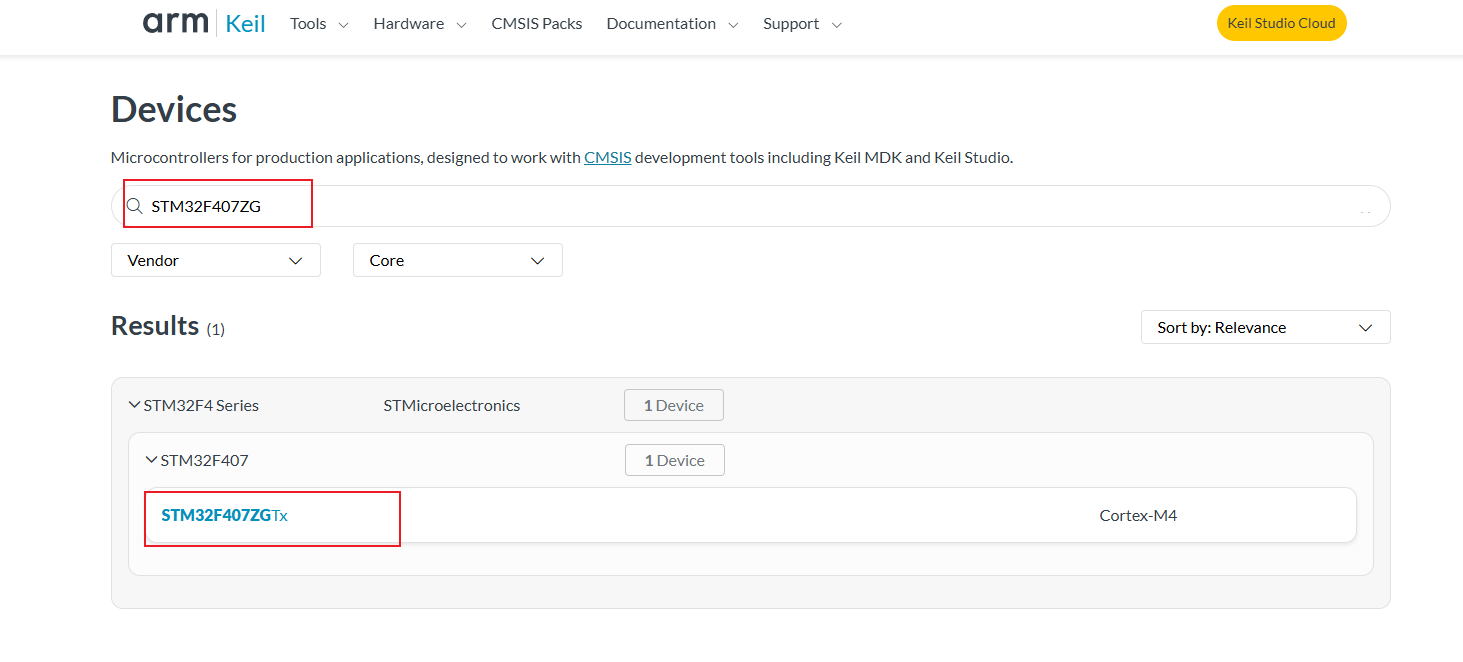 arm Keil Tools Hardware CMSIS Packs Documentation Support Keil Studio Cloud
Devices
Microcontrollers for production applications, designed to work with CMSIS development tools including Keil MDK and Keil Studio.
STM32F407ZG
Vendor Core
Results (1) Sort by: Relevance
STM32F4 Series STMicroelectronics 1 Device
STM32F407 1 Device
STM32F407ZGTx Cortex-M4